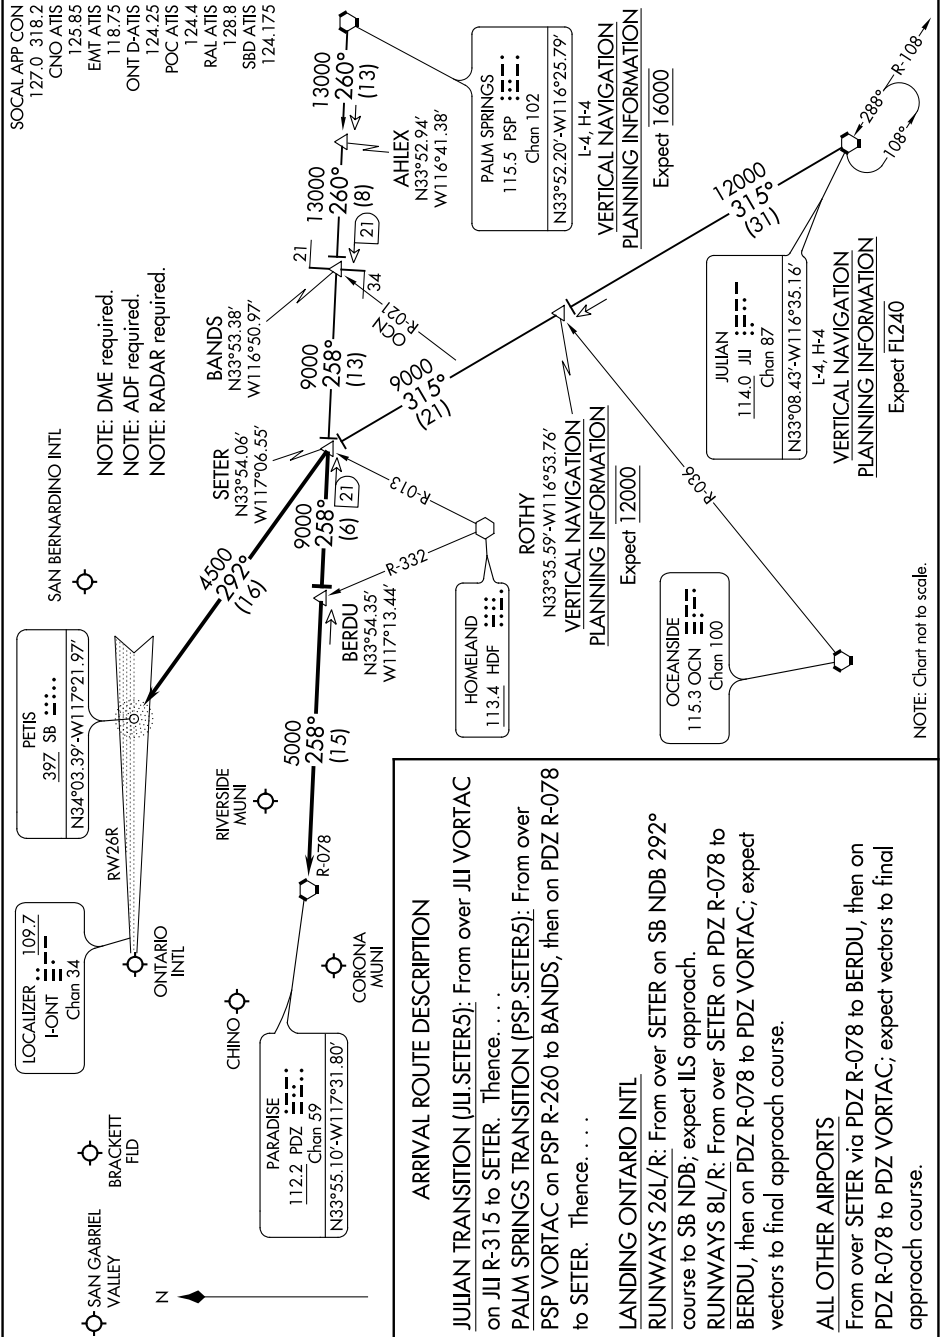 SOCAL APP CON
127.0 318.2
CNO ATIS
125.85
EMT ATIS
118.75
ONT D-ATIS
124.25
POC ATIS
124.4
RAL ATIS
128.8
SBD ATIS
124.175
NOTE: DME required.
NOTE: ADF required.
NOTE: RADAR required.
SAN BERNARDINO INTL
PETIS
397 SB
N34°03.39'-W117°21.97'
LOCALIZER 109.7
I-ONT
Chan 34
RW26R
ONTARIO
INTL
BRACKETT
FLD
SAN GABRIEL
VALLEY
N
CHINO
RIVERSIDE
MUNI
CORONA
MUNI
PARADISE
112.2 PDZ
Chan 59
N33°55.10'-W117°31.80'
R-078
5000
258°
(15)
BERDU
N33°54.35'
W117°13.44'
4500
292°
(16)
9000
258°
(6)
21
SETER
N33°54.06'
W117°06.55'
9000
258°
(13)
BANDS
N33°53.38'
W116°50.97'
21
34
21
13000
260°
(8)
AHLEX
N33°52.94'
W116°41.38'
13000
260°
(13)
PALM SPRINGS
115.5 PSP
Chan 102
N33°52.20'-W116°25.79'
L-4, H-4
VERTICAL NAVIGATION
PLANNING INFORMATION
Expect 16000
R-021
OCN
9000
315°
(21)
R-013
R-332
HOMELAND
113.4 HDF
ROTHY
N33°35.59'-W116°53.76'
VERTICAL NAVIGATION
PLANNING INFORMATION
Expect 12000
12000
315°
(31)
R-108
288°
108°
JULIAN
114.0 JLI
Chan 87
N33°08.43'-W116°35.16'
L-4, H-4
VERTICAL NAVIGATION
PLANNING INFORMATION
Expect FL240
R-036
OCEANSIDE
115.3 OCN
Chan 100
NOTE: Chart not to scale.
ARRIVAL ROUTE DESCRIPTION
JULIAN TRANSITION (JLI.SETER5): From over JLI VORTAC
on JLI R-315 to SETER. Thence. . . .
PALM SPRINGS TRANSITION (PSP.SETER5): From over
PSP VORTAC on PSP R-260 to BANDS, then on PDZ R-078
to SETER. Thence. . . .
LANDING ONTARIO INTL
RUNWAYS 26L/R: From over SETER on SB NDB 292°
course to SB NDB; expect ILS approach.
RUNWAYS 8L/R: From over SETER on PDZ R-078 to
BERDU, then on PDZ R-078 to PDZ VORTAC; expect
vectors to final approach course.
ALL OTHER AIRPORTS
From over SETER via PDZ R-078 to BERDU, then on
PDZ R-078 to PDZ VORTAC; expect vectors to final
approach course.